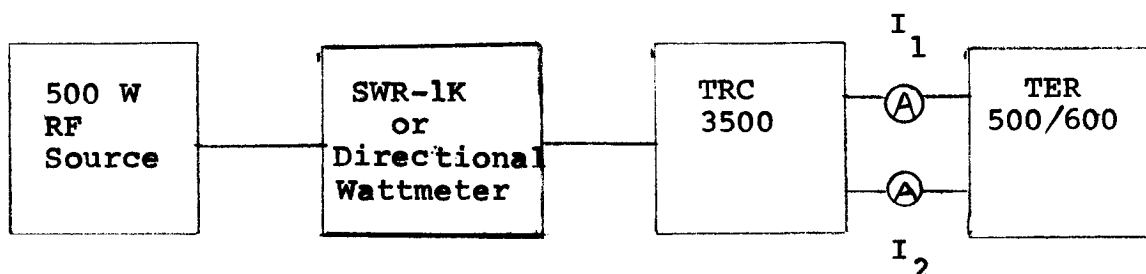 500 W
RF
Source
SWR-1K
or
Directional
Wattmeter
TRC
3500
I1
A
A
I2
TER
500/600